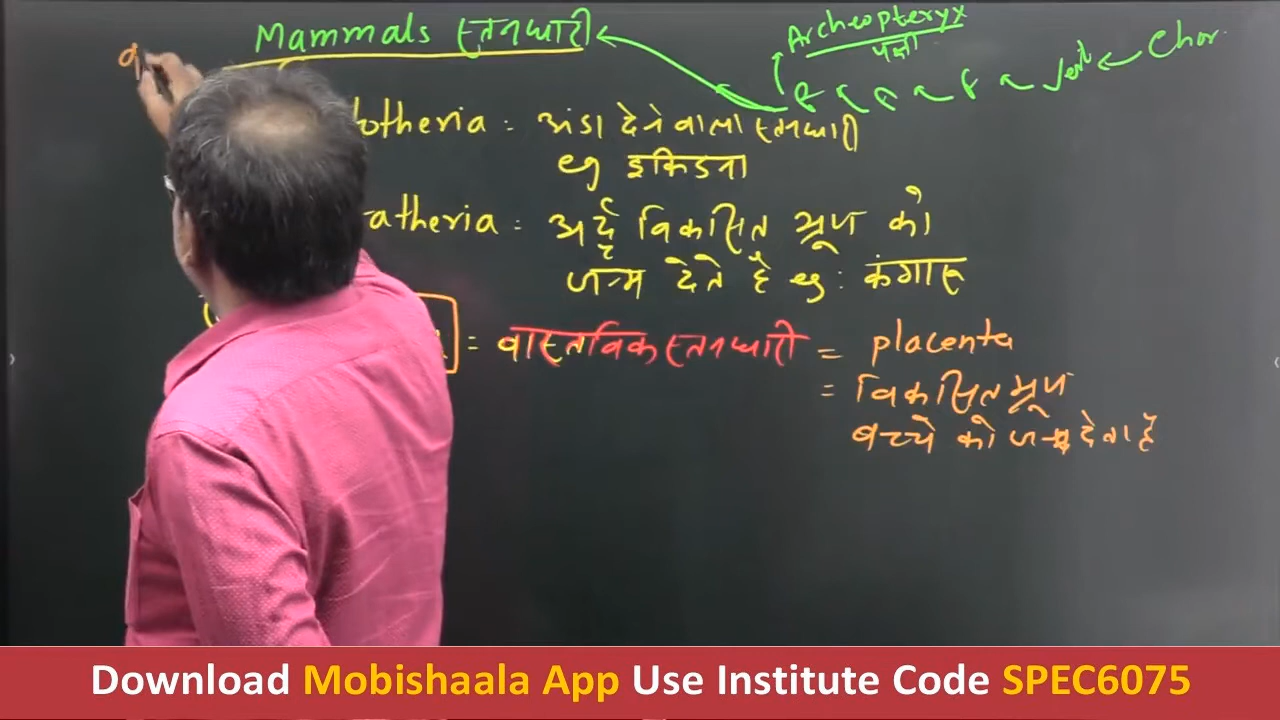 Mammals स्तनधारी
Archeopteryx
पक्षी
Vert ← Chor
otheria : अंडा देने वाला स्तनधारी
eg इकिडना
atheria : अर्द्ध विकसित भ्रूण को
जन्म देते है eg : कंगारू
= वास्तविक स्तनधारी = placenta
= विकसित भ्रूण
बच्चे को जन्म देता है
Download Mobishaala App Use Institute Code SPEC6075